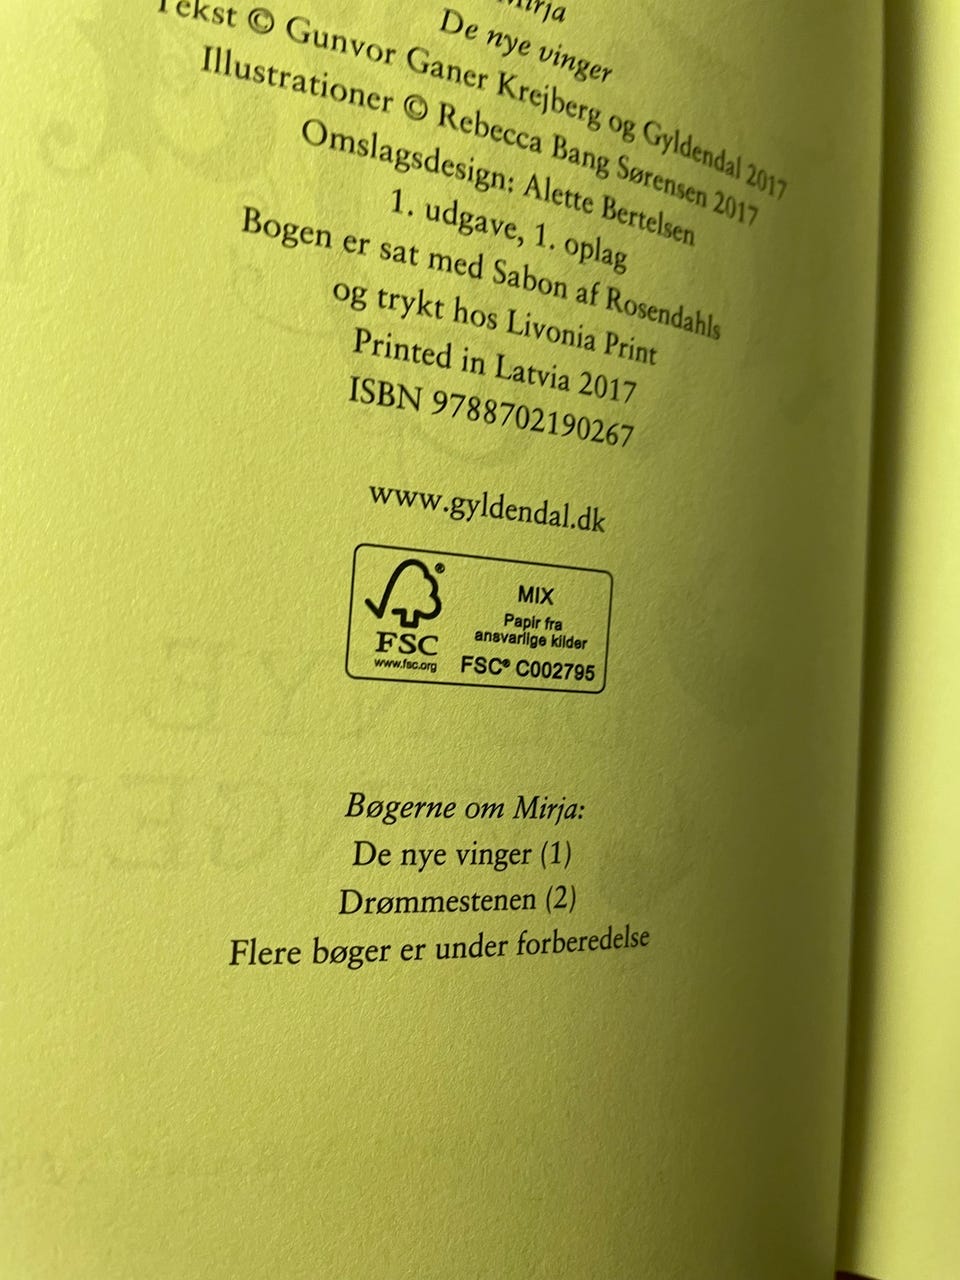 Mirja
De nye vinger
Tekst © Gunvor Ganer Krejberg og Gyldendal 2017
Illustrationer © Rebecca Bang Sørensen 2017
Omslagsdesign: Alette Bertelsen
1. udgave, 1. oplag
Bogen er sat med Sabon af Rosendahls
og trykt hos Livonia Print
Printed in Latvia 2017
ISBN 9788702190267
www.gyldendal.dk
MIX
Papir fra
ansvarlige kilder
FSC® C002795
FSC
www.fsc.org
Bøgerne om Mirja:
De nye vinger (1)
Drømmestenen (2)
Flere bøger er under forberedelse